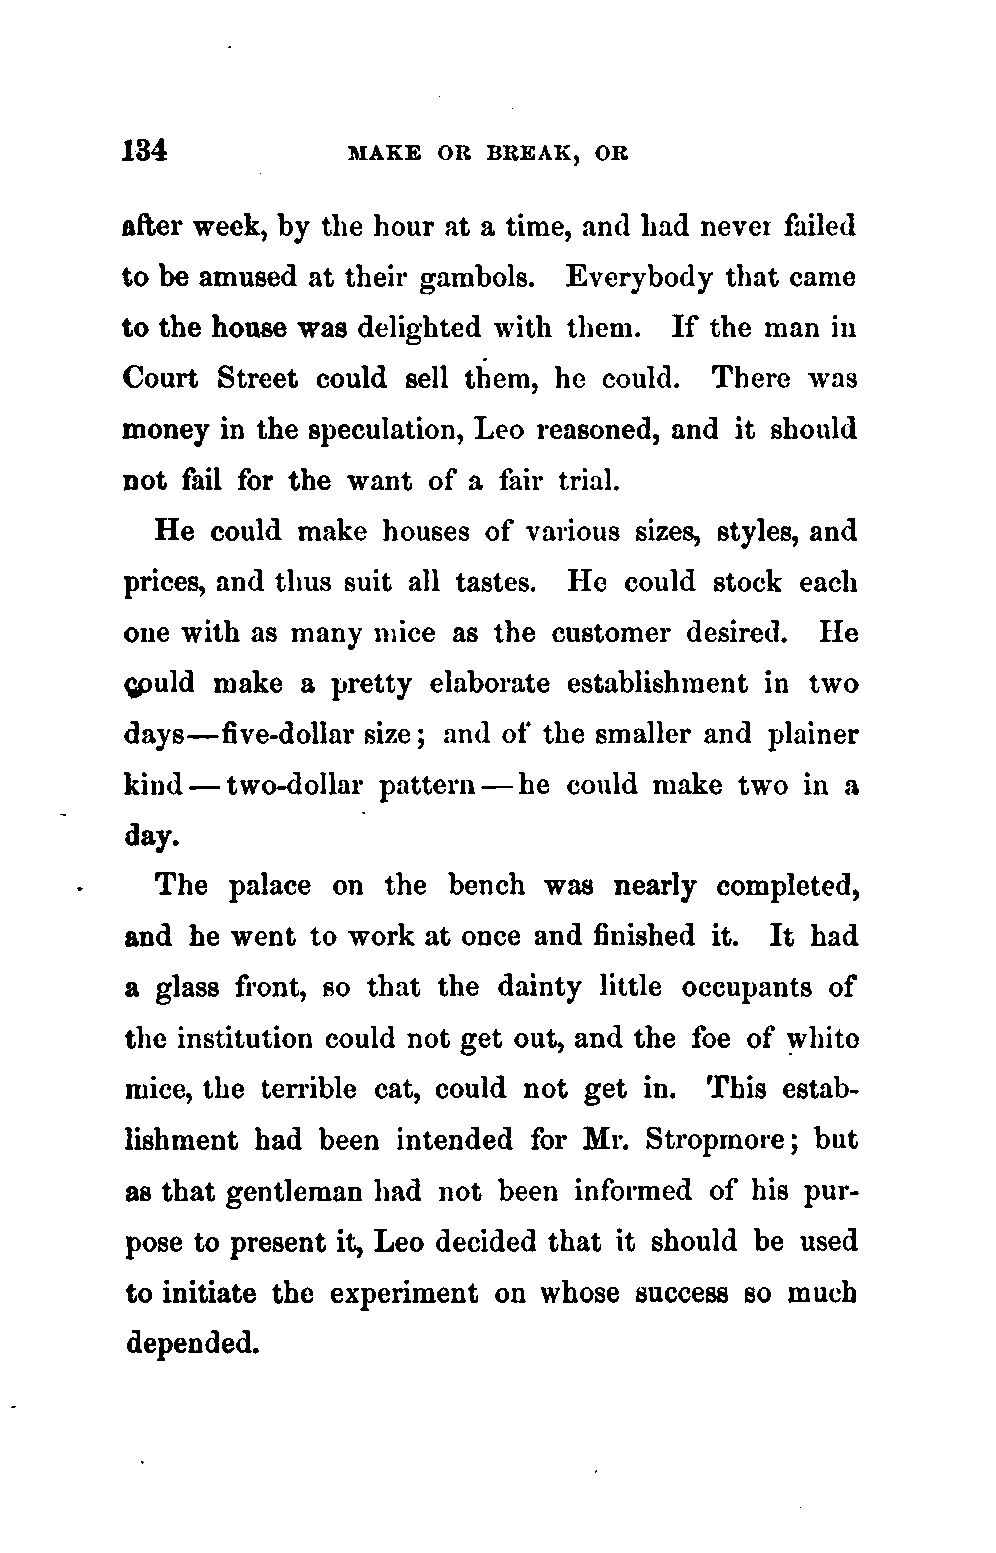 134 MAKE OR BREAK, OR
after week, by the hour at a time, and had never failed
to be amused at their gambols. Everybody that came
to the house was delighted with them. If the man in
Court Street could sell them, he could. There was
money in the speculation, Leo reasoned, and it should
not fail for the want of a fair trial.
He could make houses of various sizes, styles, and
prices, and thus suit all tastes. He could stock each
one with as many mice as the customer desired. He
could make a pretty elaborate establishment in two
days—five-dollar size; and of the smaller and plainer
kind—two-dollar pattern—he could make two in a
day.
The palace on the bench was nearly completed,
and he went to work at once and finished it. It had
a glass front, so that the dainty little occupants of
the institution could not get out, and the foe of white
mice, the terrible cat, could not get in. This estab-
lishment had been intended for Mr. Stropmore; but
as that gentleman had not been informed of his pur-
pose to present it, Leo decided that it should be used
to initiate the experiment on whose success so much
depended.